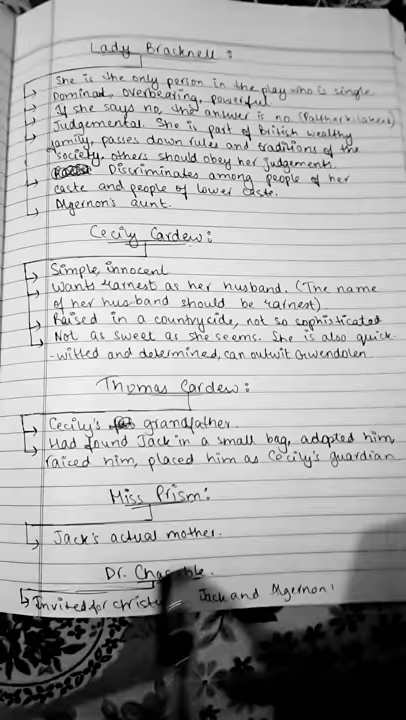 Lady Bracknell:
She is the only person in the play who is single.
Dominal, overbearing, powerful
If she says no, the answer is no
Judgemental. She is part of British wealthy
family, passes down rules and traditions of the
society, others should obey her judgement.
Discriminates among people of her
caste and people of lower caste.
Algernon's aunt.
Cecily Cardew:
Simple, innocent
Wants Earnest as her husband. (The name
of her husband should be Earnest)
Raised in a countrycide, not so sophisticated
Not as sweet as she seems. She is also quick
-witted and determined, can outwit Gwendolen
Thomas Cardew:
Cecily's grandfather.
Had found Jack in a small bag, adopted him,
raiced him, placed him as Cecily's guardian
Miss Prism:
Jack's actual mother.
Dr. Chasuble.
Invited for Jack and Algernon'